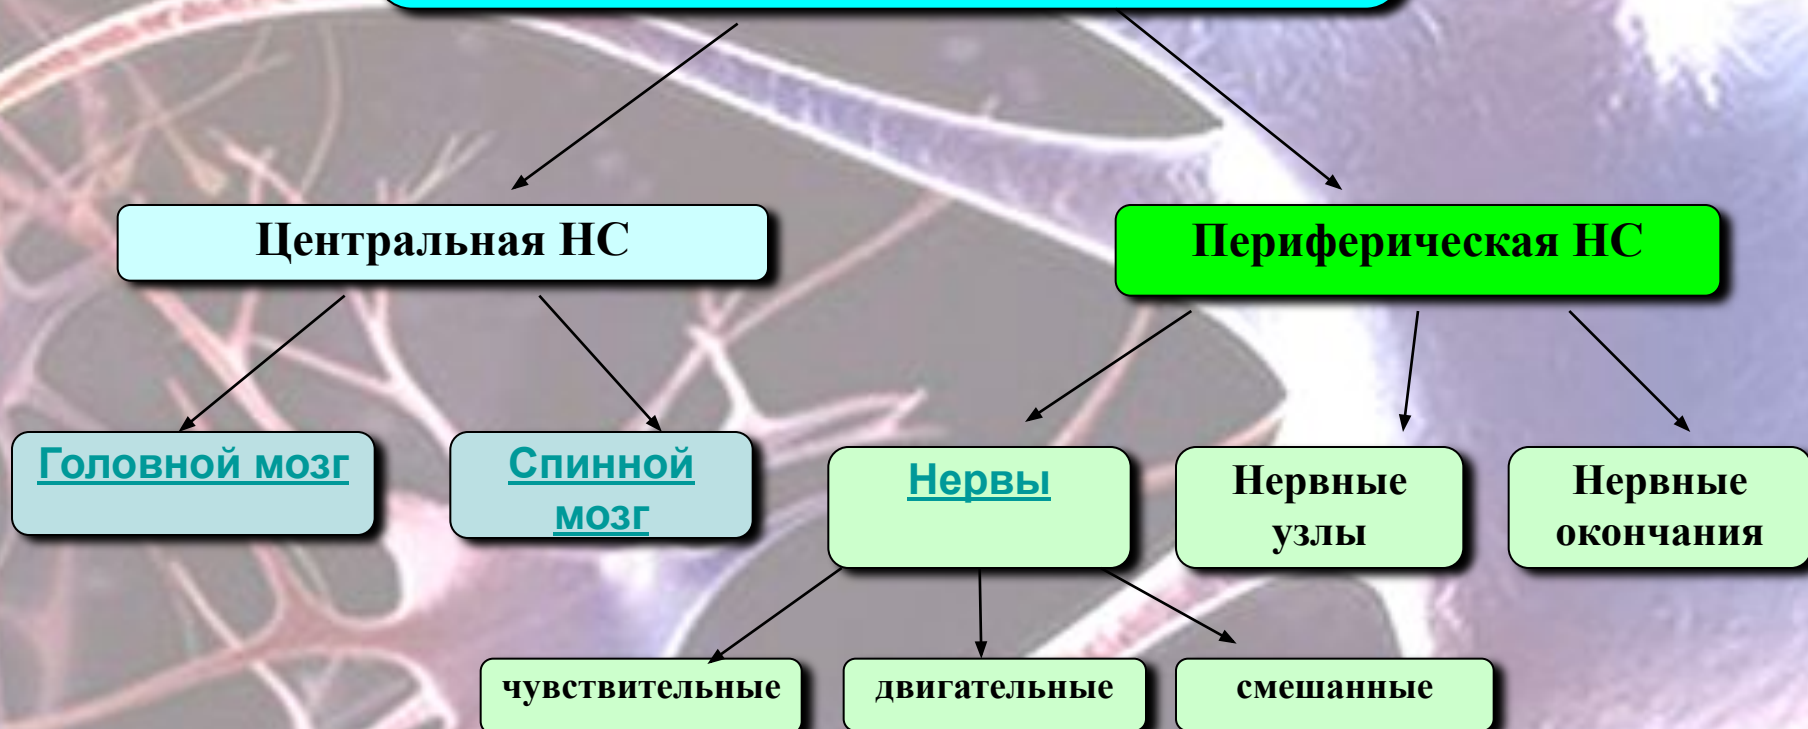 Центральная НС
Периферическая НС
Головной мозг
Спинной
мозг
Нервы
Нервные
узлы
Нервные
окончания
чувствительные
двигательные
смешанные